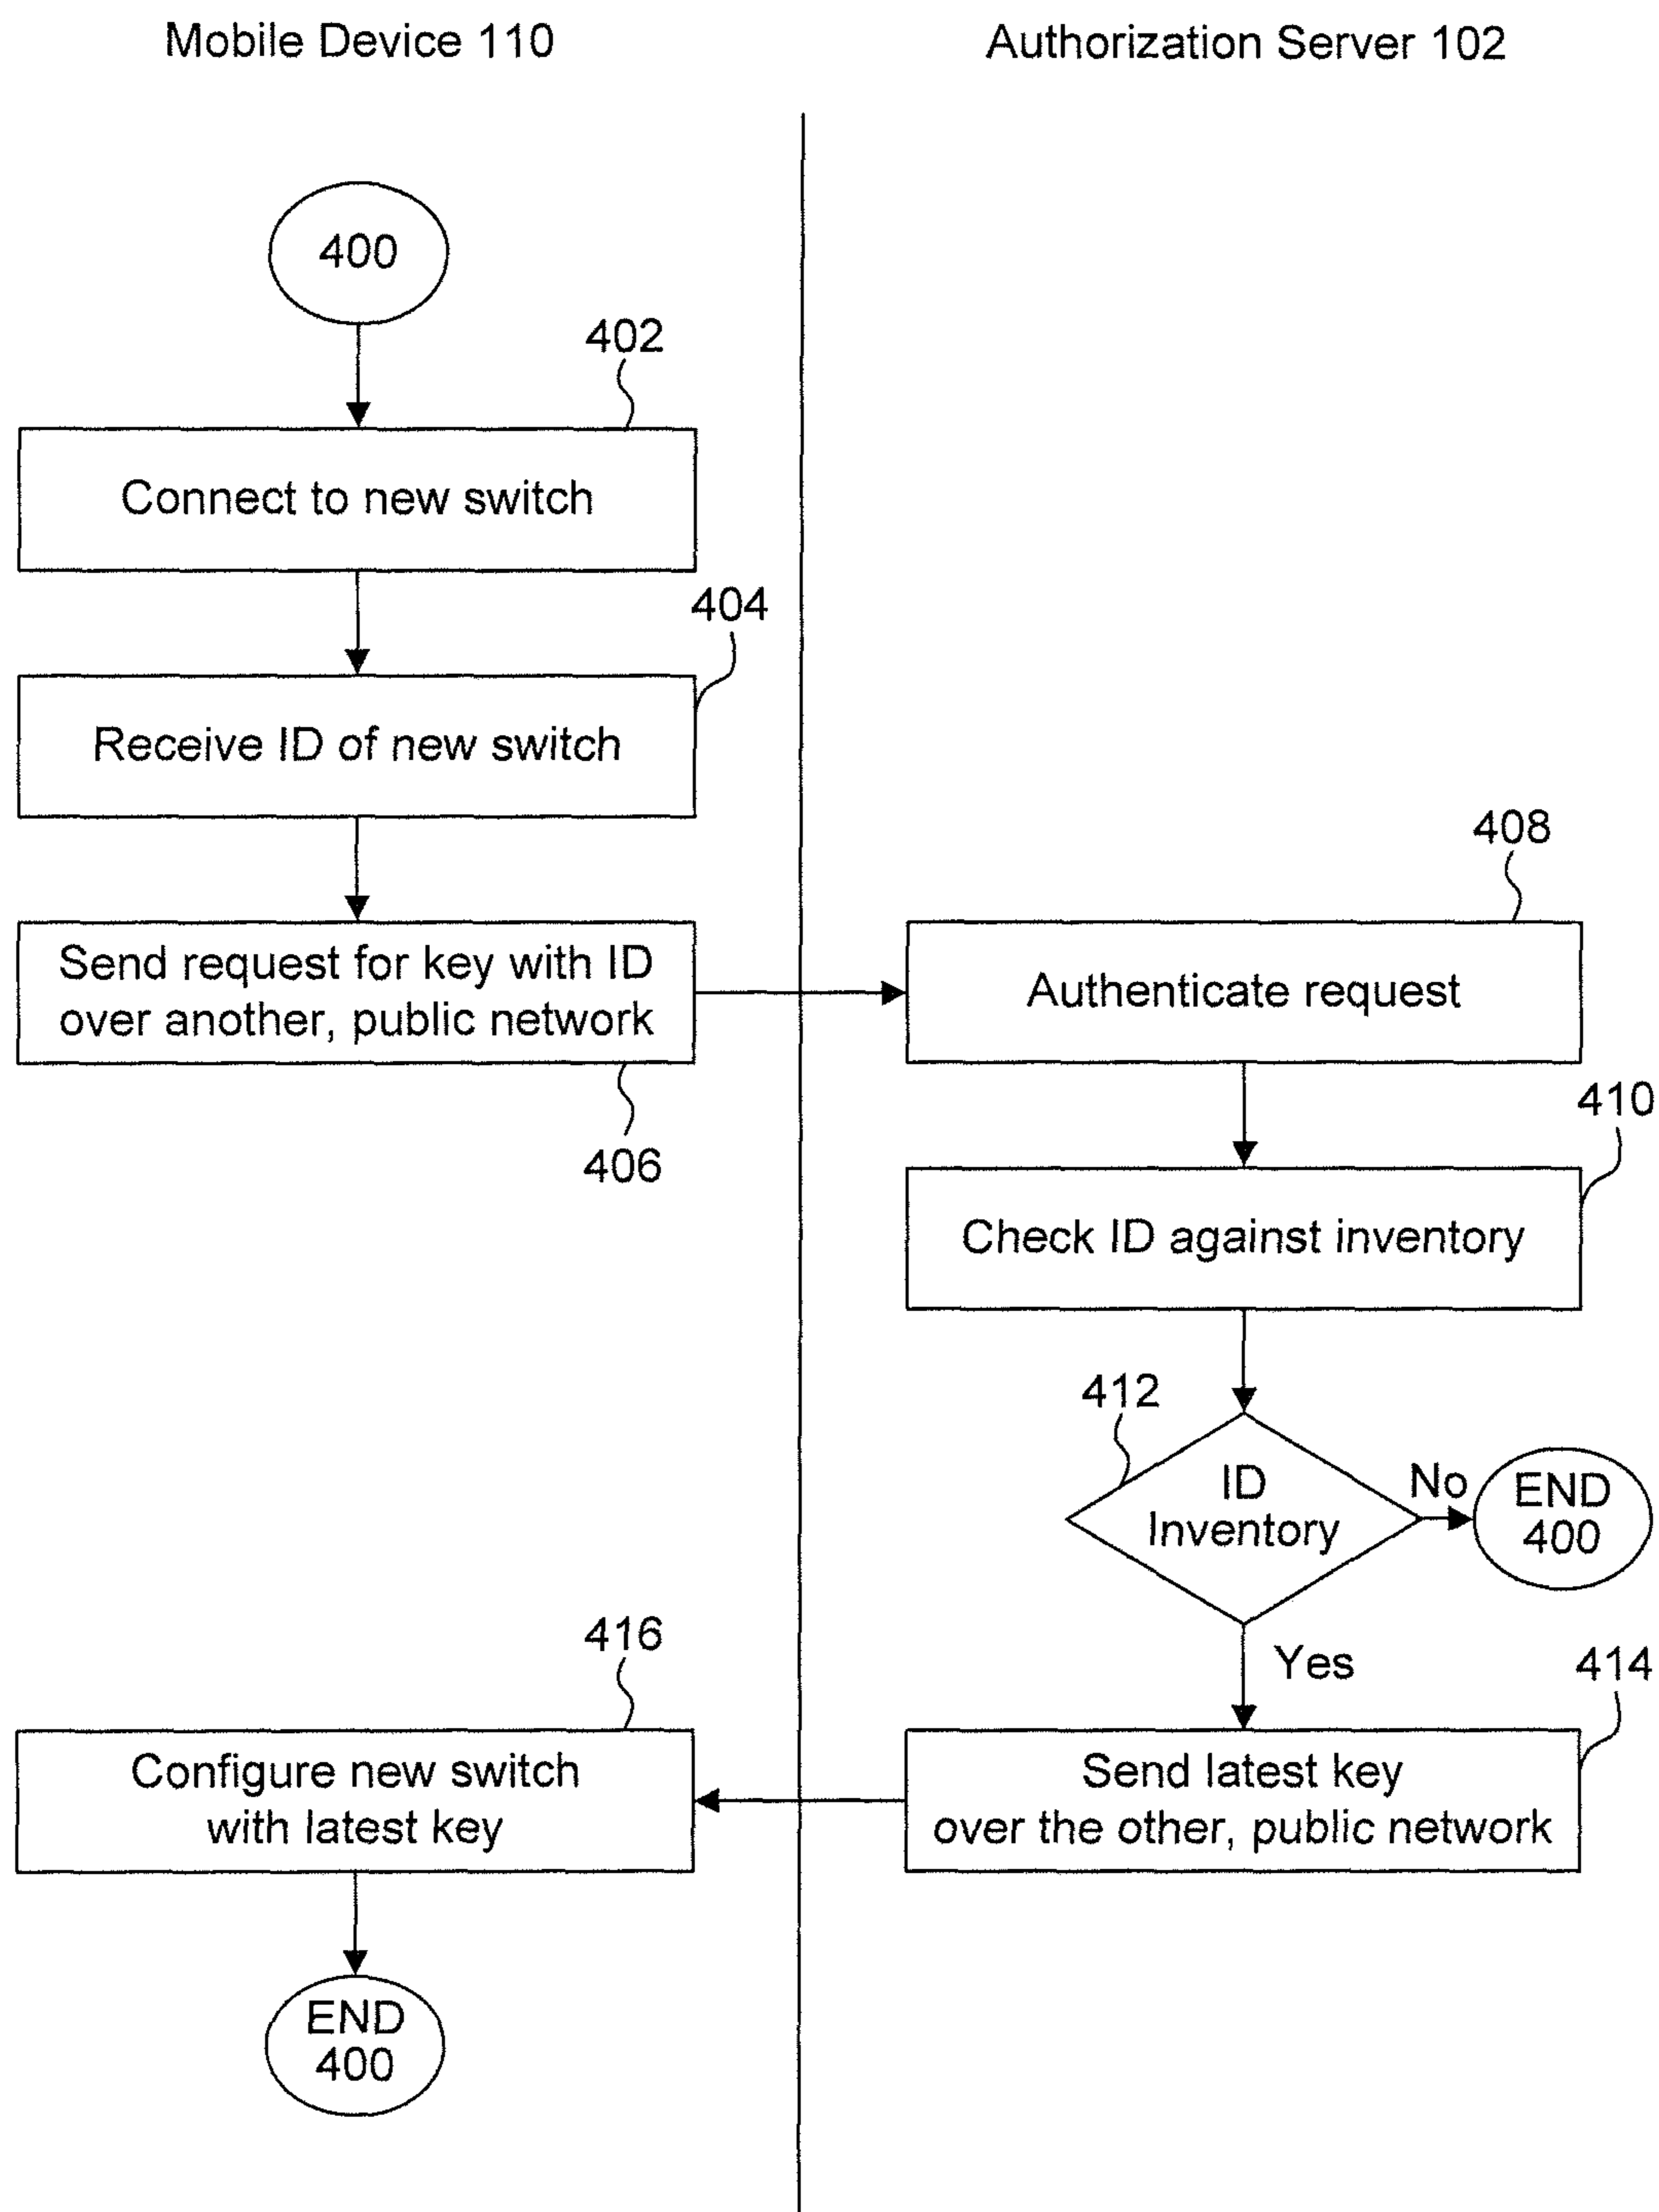 Mobile Device 110
Authorization Server 102
400
402
Connect to new switch
404
Receive ID of new switch
Send request for key with ID
over another, public network
406
408
Authenticate request
410
Check ID against inventory
412
ID
Inventory
No
END
400
Yes
414
Send latest key
over the other, public network
416
Configure new switch
with latest key
END
400